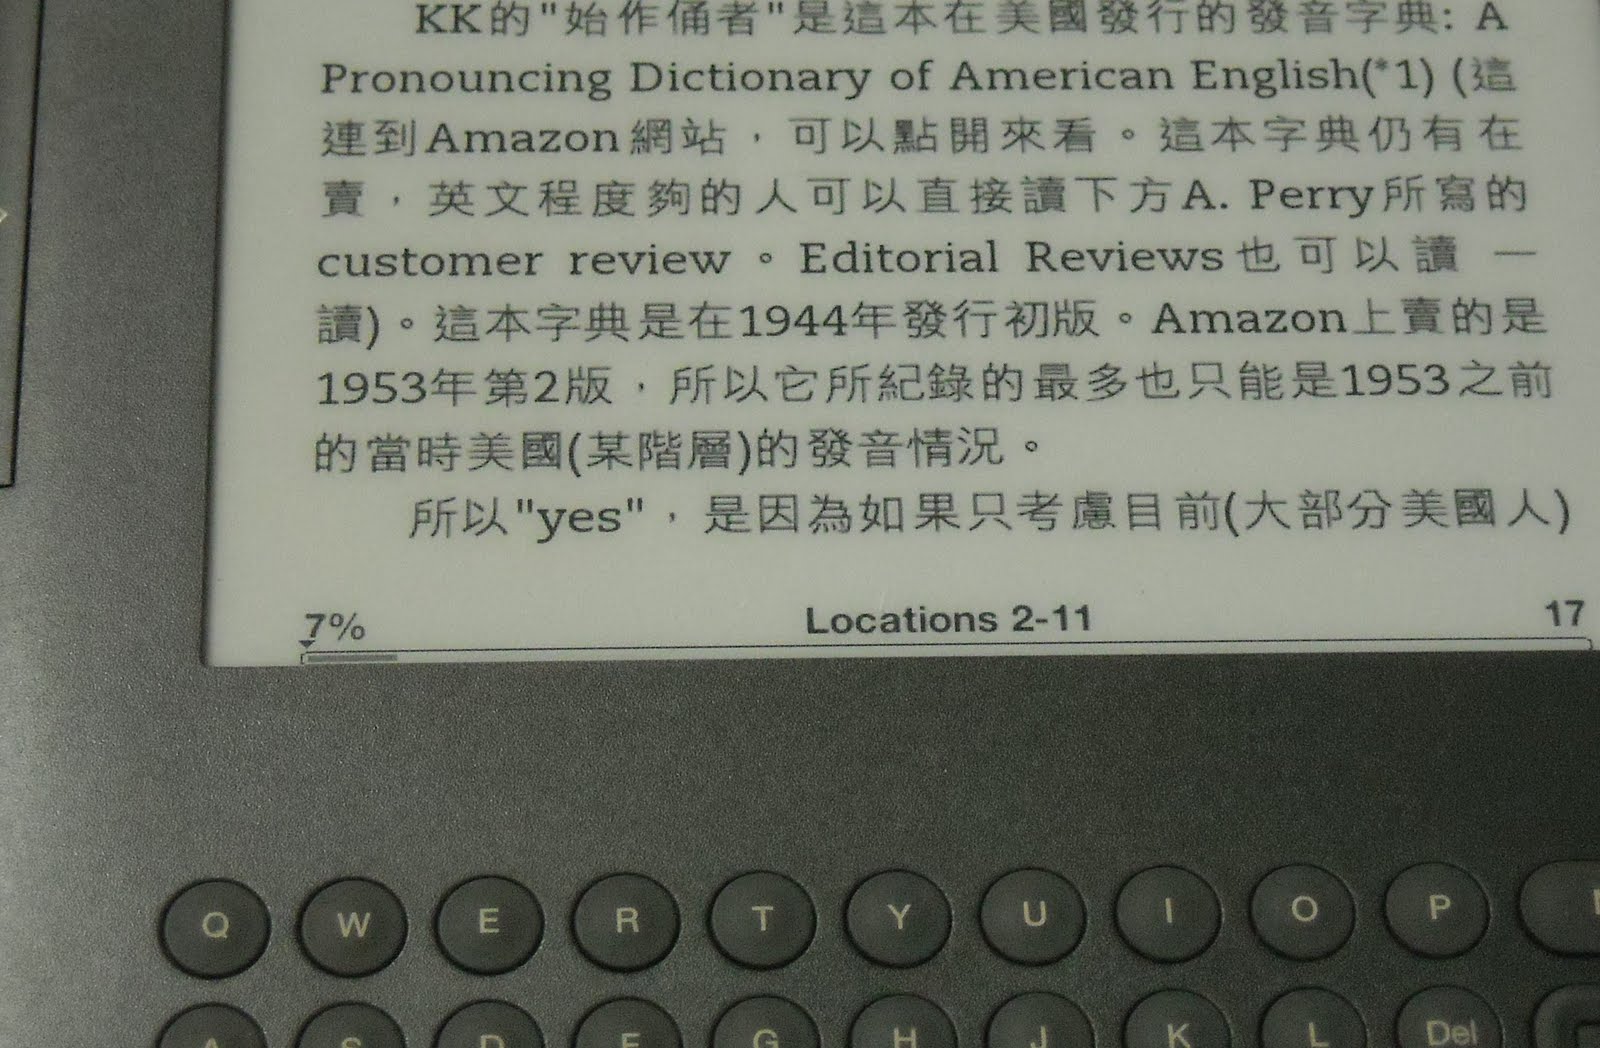 KK的"始作俑者"是這本在美國發行的發音字典: A
Pronouncing Dictionary of American English(*1) (這
連到Amazon網站，可以點開來看。這本字典仍有在
賣，英文程度夠的人可以直接讀下方A. Perry所寫的
customer review。Editorial Reviews也可以讀一
讀)。這本字典是在1944年發行初版。Amazon上賣的是
1953年第2版，所以它所紀錄的最多也只能是1953之前
的當時美國(某階層)的發音情況。
所以"yes"，是因為如果只考慮目前(大部分美國人)
7% Locations 2-11 17
Q W E R T Y U I O P
A S D F G H J K L Del